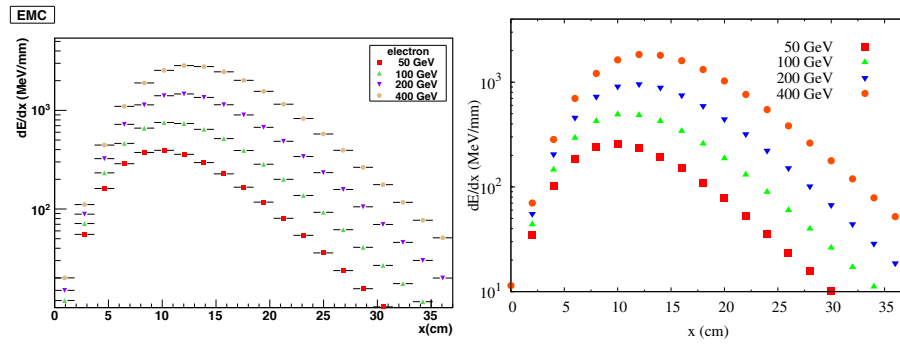 EMC
dE/dx (MeV/mm)
10³
10²
electron
50 GeV
100 GeV
200 GeV
400 GeV
0 5 10 15 20 25 30 35
x(cm)
dE/dx (MeV/mm)
10³
10²
10¹
50 GeV
100 GeV
200 GeV
400 GeV
0 5 10 15 20 25 30 35
x (cm)